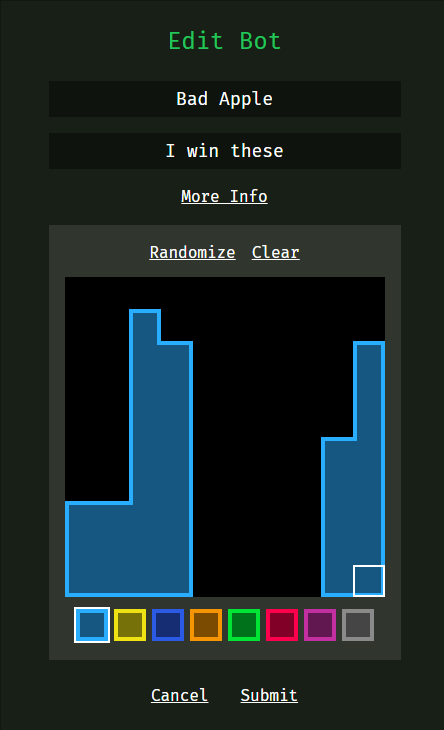 Edit Bot
Bad Apple
I win these
More Info
Randomize Clear
Cancel Submit